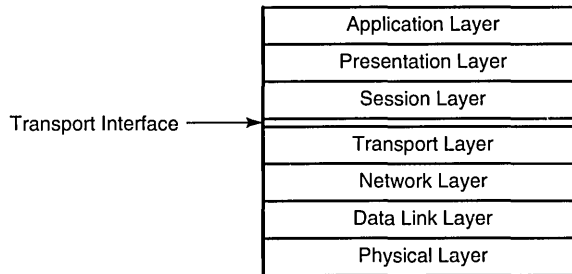 Application Layer
Presentation Layer
Session Layer
Transport Interface
Transport Layer
Network Layer
Data Link Layer
Physical Layer